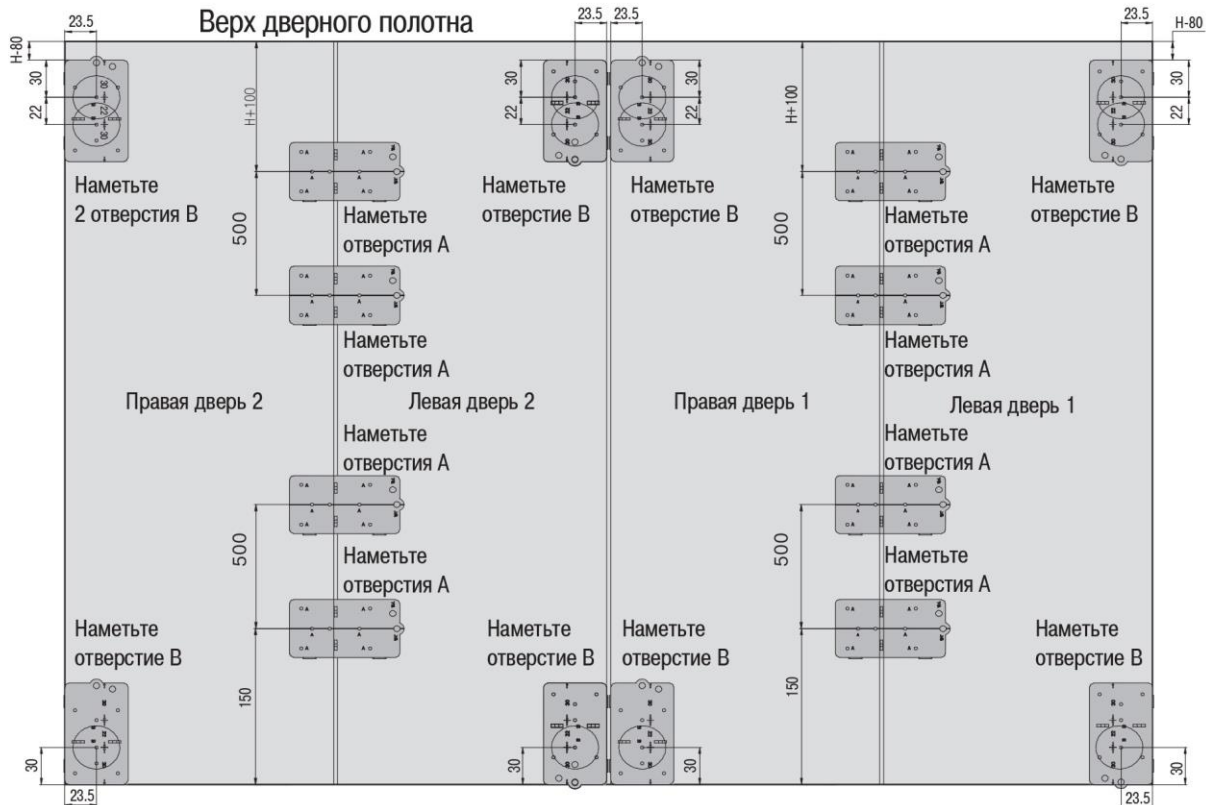 Верх дверного полотна
23.5
23.5
23.5
23.5
H-80
H-80
30
22
30
22
30
22
30
22
H+100
H+100
Наметьте
2 отверстия В
Наметьте
отверстие В
Наметьте
отверстие В
Наметьте
отверстие В
500
Наметьте
отверстия А
500
Наметьте
отверстия А
Наметьте
отверстия А
Наметьте
отверстия А
Правая дверь 2
Левая дверь 2
Правая дверь 1
Левая дверь 1
Наметьте
отверстия А
Наметьте
отверстия А
500
500
Наметьте
отверстия А
Наметьте
отверстия А
Наметьте
отверстие В
Наметьте
отверстие В
Наметьте
отверстие В
Наметьте
отверстие В
150
150
30
30
30
30
23.5
23.5